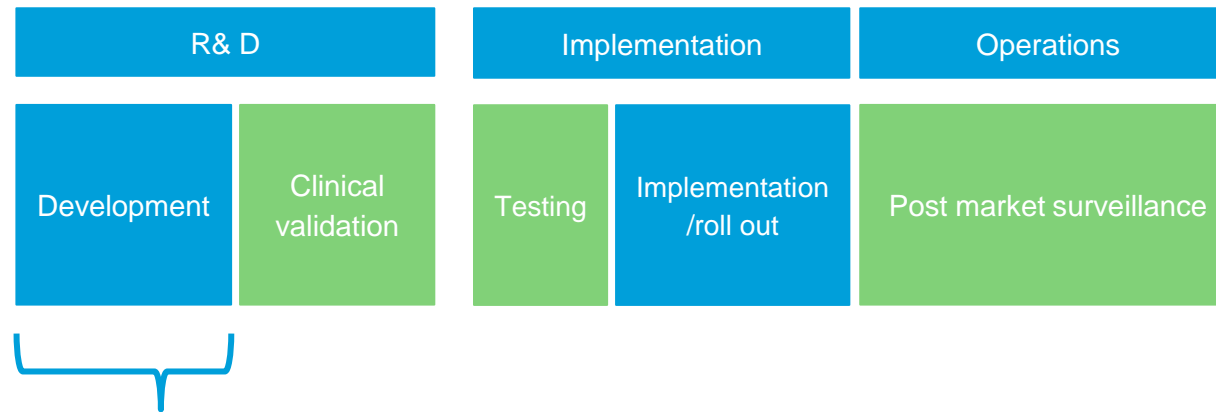 R& D
Implementation
Operations
Development
Clinical
validation
Testing
Implementation
/roll out
Post market surveillance